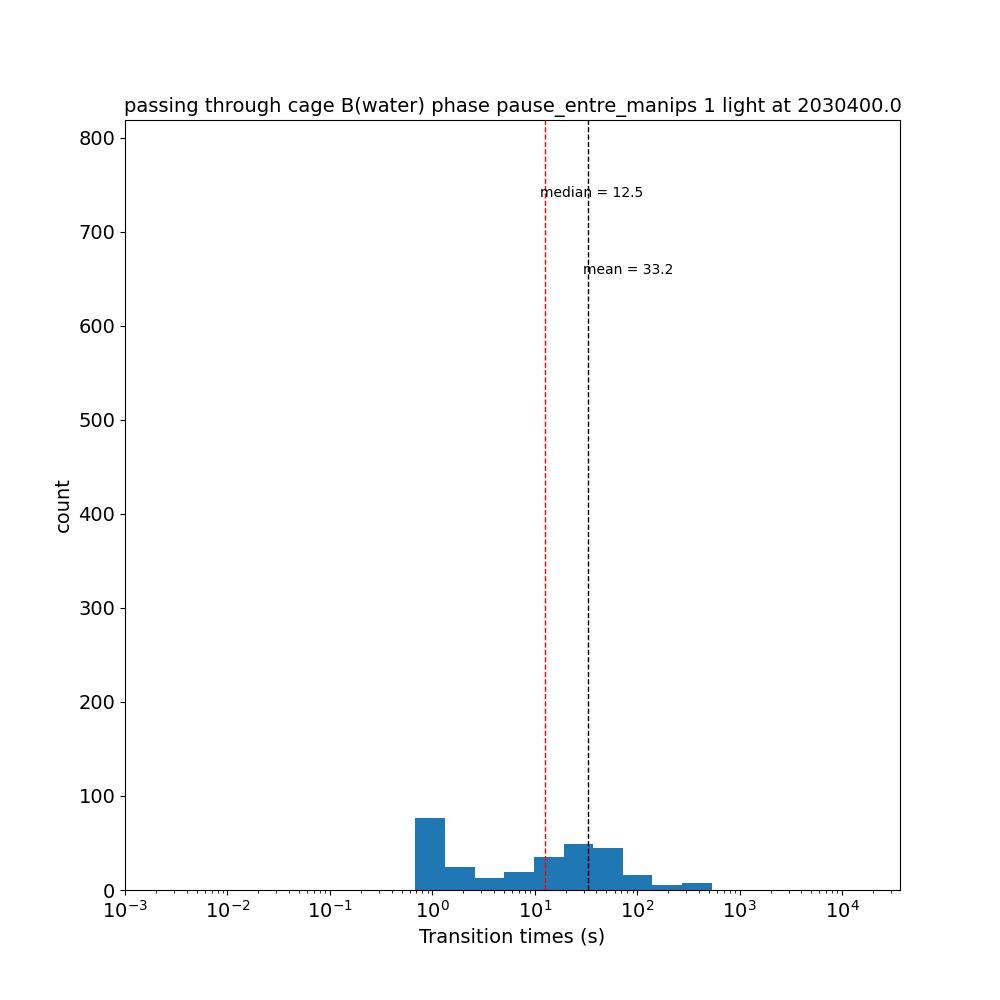 passing through cage B(water) phase pause_entre_manips 1 light at 2030400.0
800
median = 12.5
700
mean = 33.2
600
500
count
400
300
200
100
0
10⁻³ 10⁻² 10⁻¹ 10⁰ 10¹ 10² 10³ 10⁴
Transition times (s)